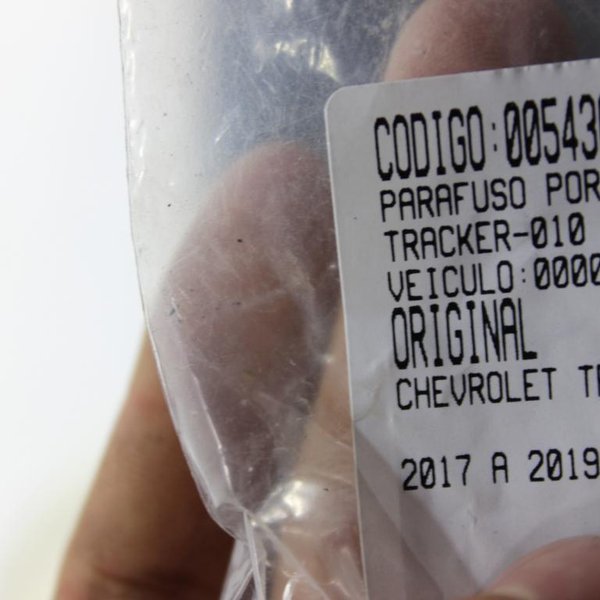 CODIGO:00543
PARAFUSO POR
TRACKER-010
VEICULO:0000
ORIGINAL
CHEVROLET T
2017 A 2019